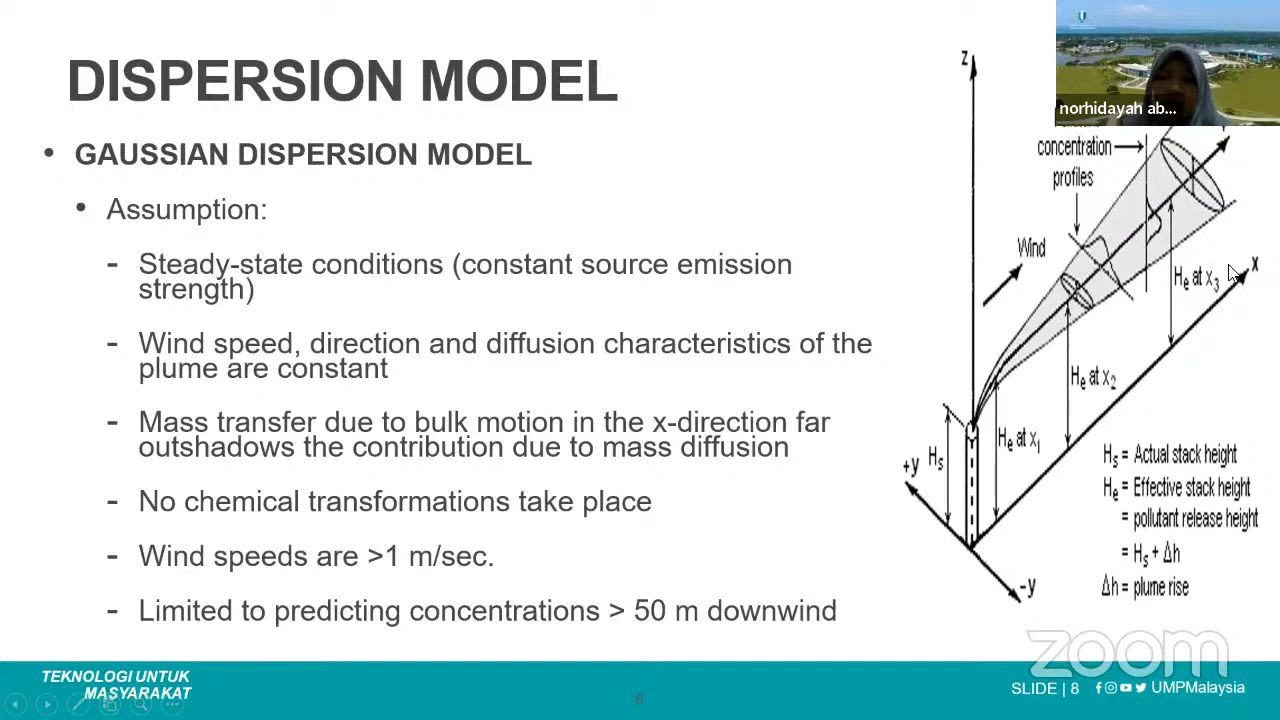 DISPERSION MODEL
• GAUSSIAN DISPERSION MODEL
• Assumption:
- Steady-state conditions (constant source emission
strength)
- Wind speed, direction and diffusion characteristics of the
plume are constant
- Mass transfer due to bulk motion in the x-direction far
outshadows the contribution due to mass diffusion
- No chemical transformations take place
- Wind speeds are >1 m/sec.
- Limited to predicting concentrations > 50 m downwind
norhidayah ab...
z
concentration
profiles
Wind
x
He at x3
He at x2
He at x1
Hs
+y
-y
Hs = Actual stack height
He = Effective stack height
= pollutant release height
= Hs + Δh
Δh = plume rise
zoom
TEKNOLOGI UNTUK
MASYARAKAT
8
SLIDE | 8
UMPMalaysia